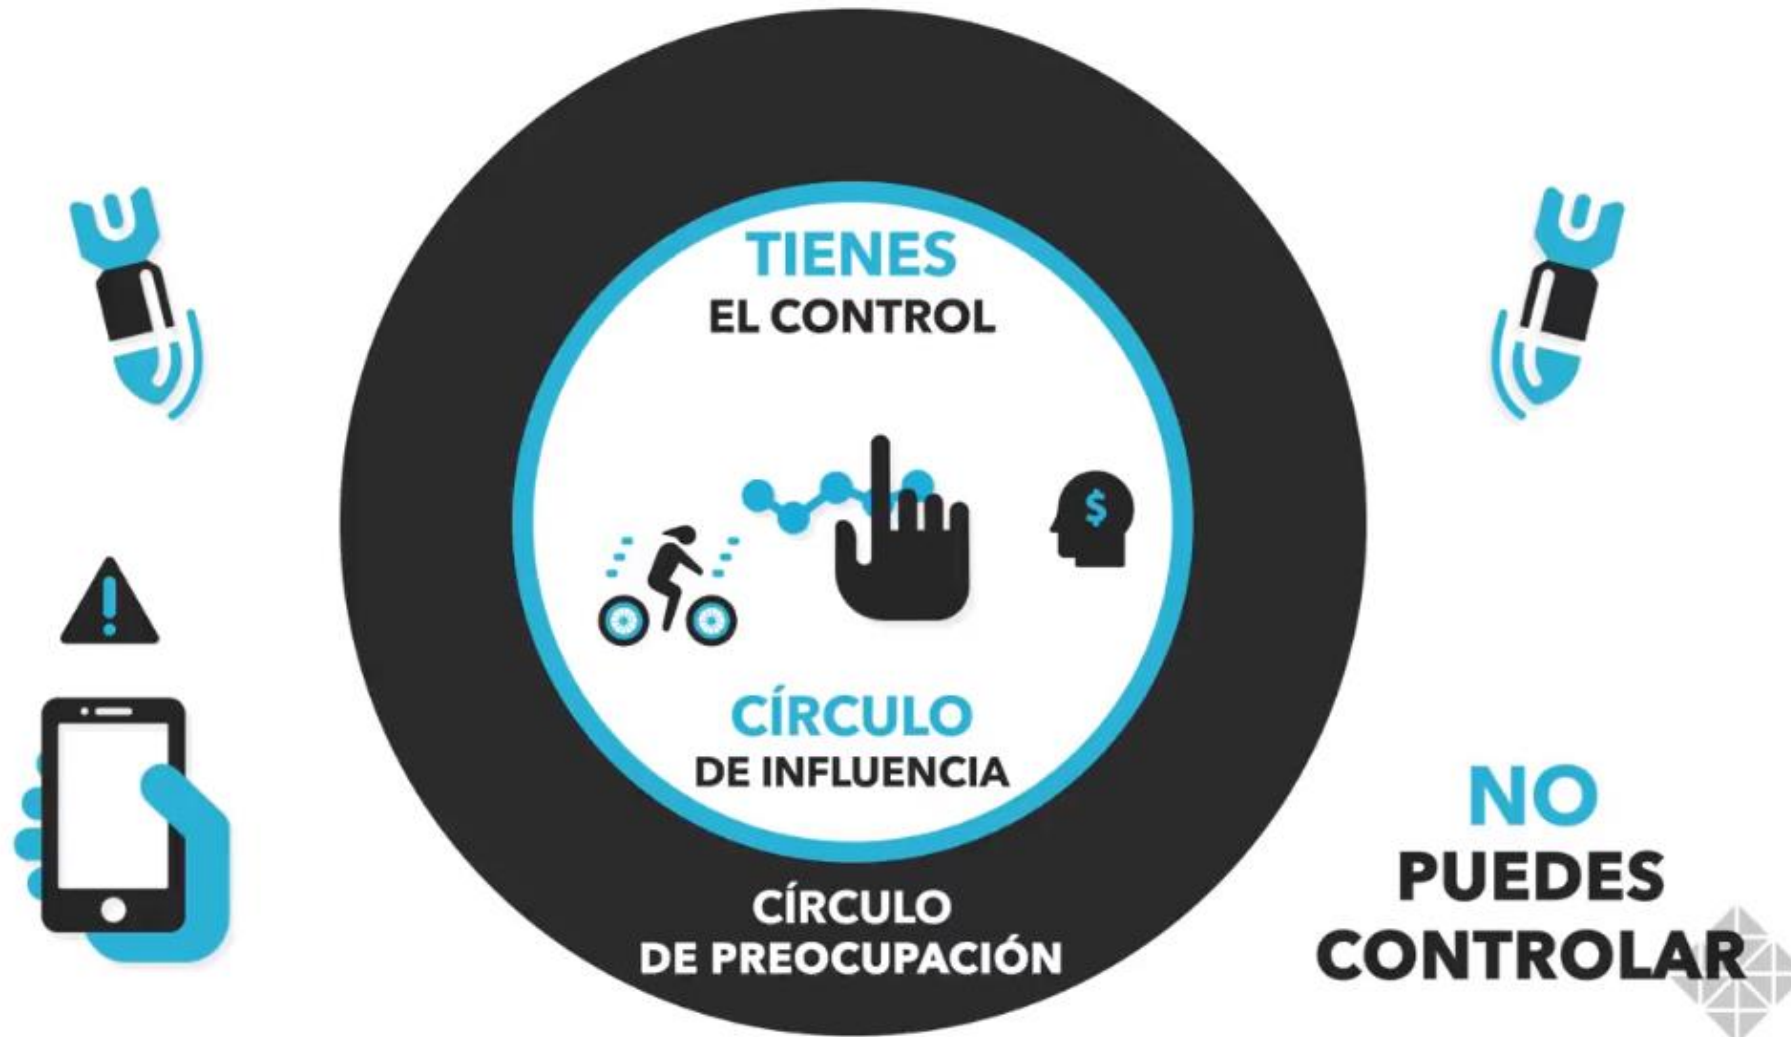 TIENES
EL CONTROL
$
CÍRCULO
DE INFLUENCIA
CÍRCULO
DE PREOCUPACIÓN
NO
PUEDES
CONTROLAR